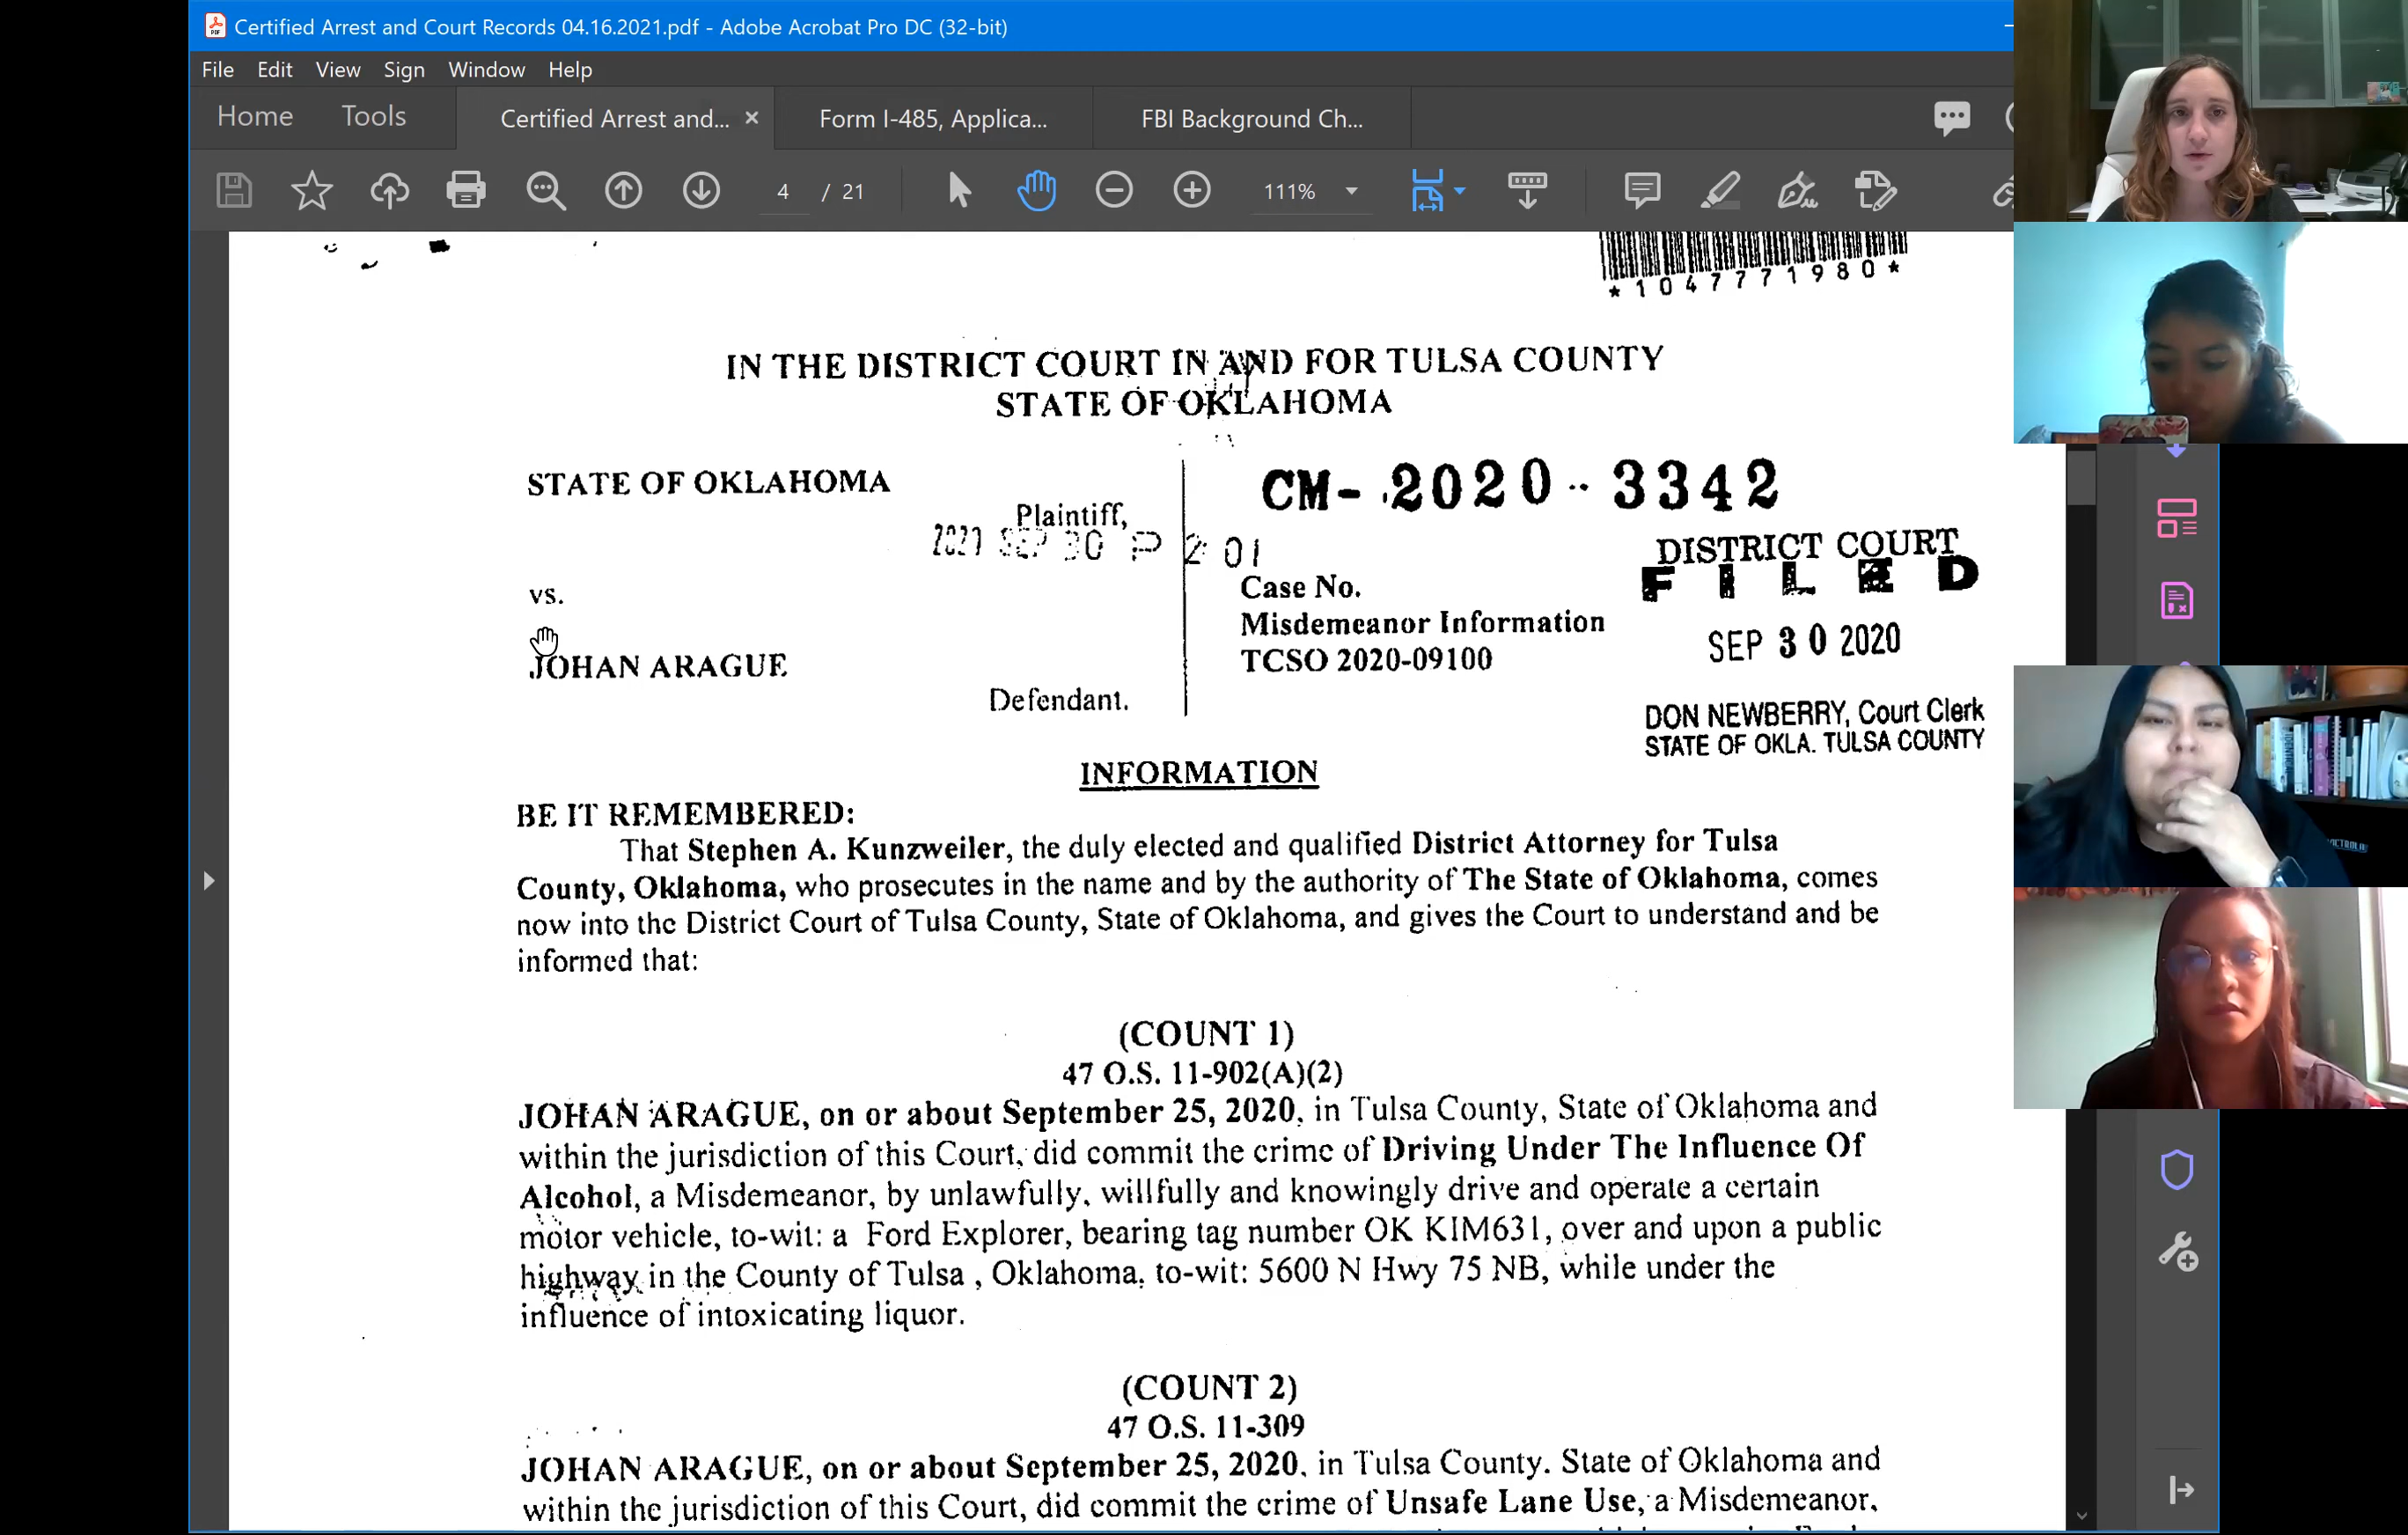 Certified Arrest and Court Records 04.16.2021.pdf - Adobe Acrobat Pro DC (32-bit)
File Edit View Sign Window Help
Home Tools Certified Arrest and... Form I-485, Applica... FBI Background Ch...
4 / 21 111%
*1047771980*
IN THE DISTRICT COURT IN AND FOR TULSA COUNTY
STATE OF OKLAHOMA
STATE OF OKLAHOMA
Plaintiff,
CM- 2020-3342
SEP 30 P 2:01
DISTRICT COURT
FILED
vs.
Case No.
Misdemeanor Information
TCSO 2020-09100
SEP 30 2020
JOHAN ARAGUE
Defendant.
DON NEWBERRY, Court Clerk
STATE OF OKLA. TULSA COUNTY
INFORMATION
BE IT REMEMBERED:
That Stephen A. Kunzweiler, the duly elected and qualified District Attorney for Tulsa
County, Oklahoma, who prosecutes in the name and by the authority of The State of Oklahoma, comes
now into the District Court of Tulsa County, State of Oklahoma, and gives the Court to understand and be
informed that:
(COUNT 1)
47 O.S. 11-902(A)(2)
JOHAN ARAGUE, on or about September 25, 2020, in Tulsa County, State of Oklahoma and
within the jurisdiction of this Court, did commit the crime of Driving Under The Influence Of
Alcohol, a Misdemeanor, by unlawfully, willfully and knowingly drive and operate a certain
motor vehicle, to-wit: a Ford Explorer, bearing tag number OK KIM631, over and upon a public
highway in the County of Tulsa , Oklahoma, to-wit: 5600 N Hwy 75 NB, while under the
influence of intoxicating liquor.
(COUNT 2)
47 O.S. 11-309
JOHAN ARAGUE, on or about September 25, 2020, in Tulsa County. State of Oklahoma and
within the jurisdiction of this Court, did commit the crime of Unsafe Lane Use, a Misdemeanor,